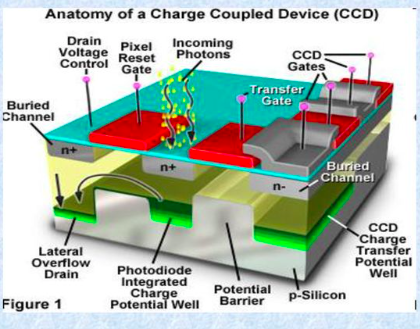 Anatomy of a Charge Coupled Device (CCD)
Drain
Voltage
Control
Pixel
Reset
Gate
Incoming
Photons
CCD
Gates
Transfer
Gate
Buried
Channel
n+
n+
n-
Buried
Channel
Lateral
Overflow
Drain
Photodiode
Integrated
Charge
Potential Well
Potential
Barrier
p-Silicon
CCD
Charge
Transfer
Potential
Well
Figure 1